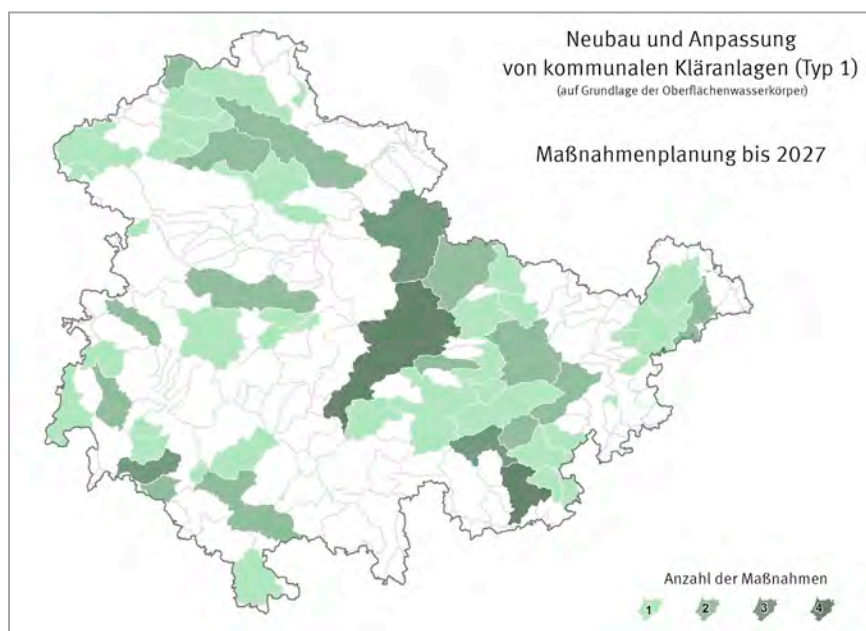 Neubau und Anpassung
von kommunalen Kläranlagen (Typ 1)
(auf Grundlage der Oberflächenwasserkörper)
Maßnahmenplanung bis 2027
Anzahl der Maßnahmen
1 2 3 4